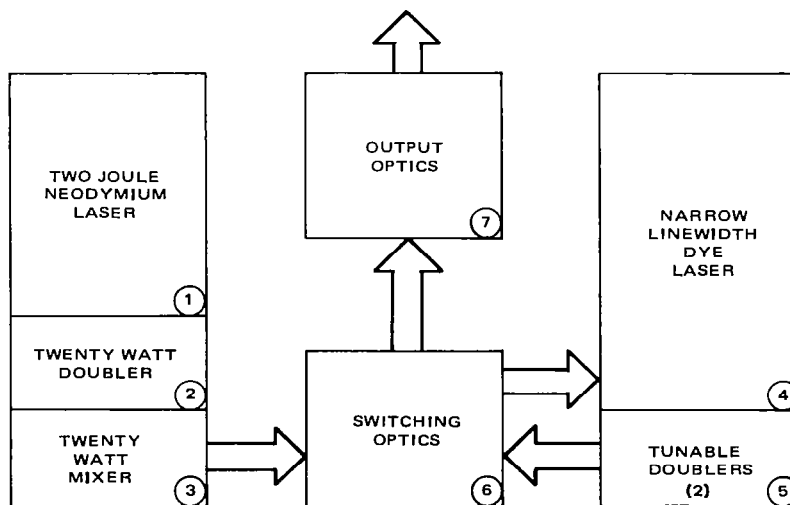 TWO JOULE
NEODYMIUM
LASER
1
TWENTY WATT
DOUBLER
2
TWENTY
WATT
MIXER
3
OUTPUT
OPTICS
7
SWITCHING
OPTICS
6
NARROW
LINEWIDTH
DYE
LASER
4
TUNABLE
DOUBLERS
(2)
5